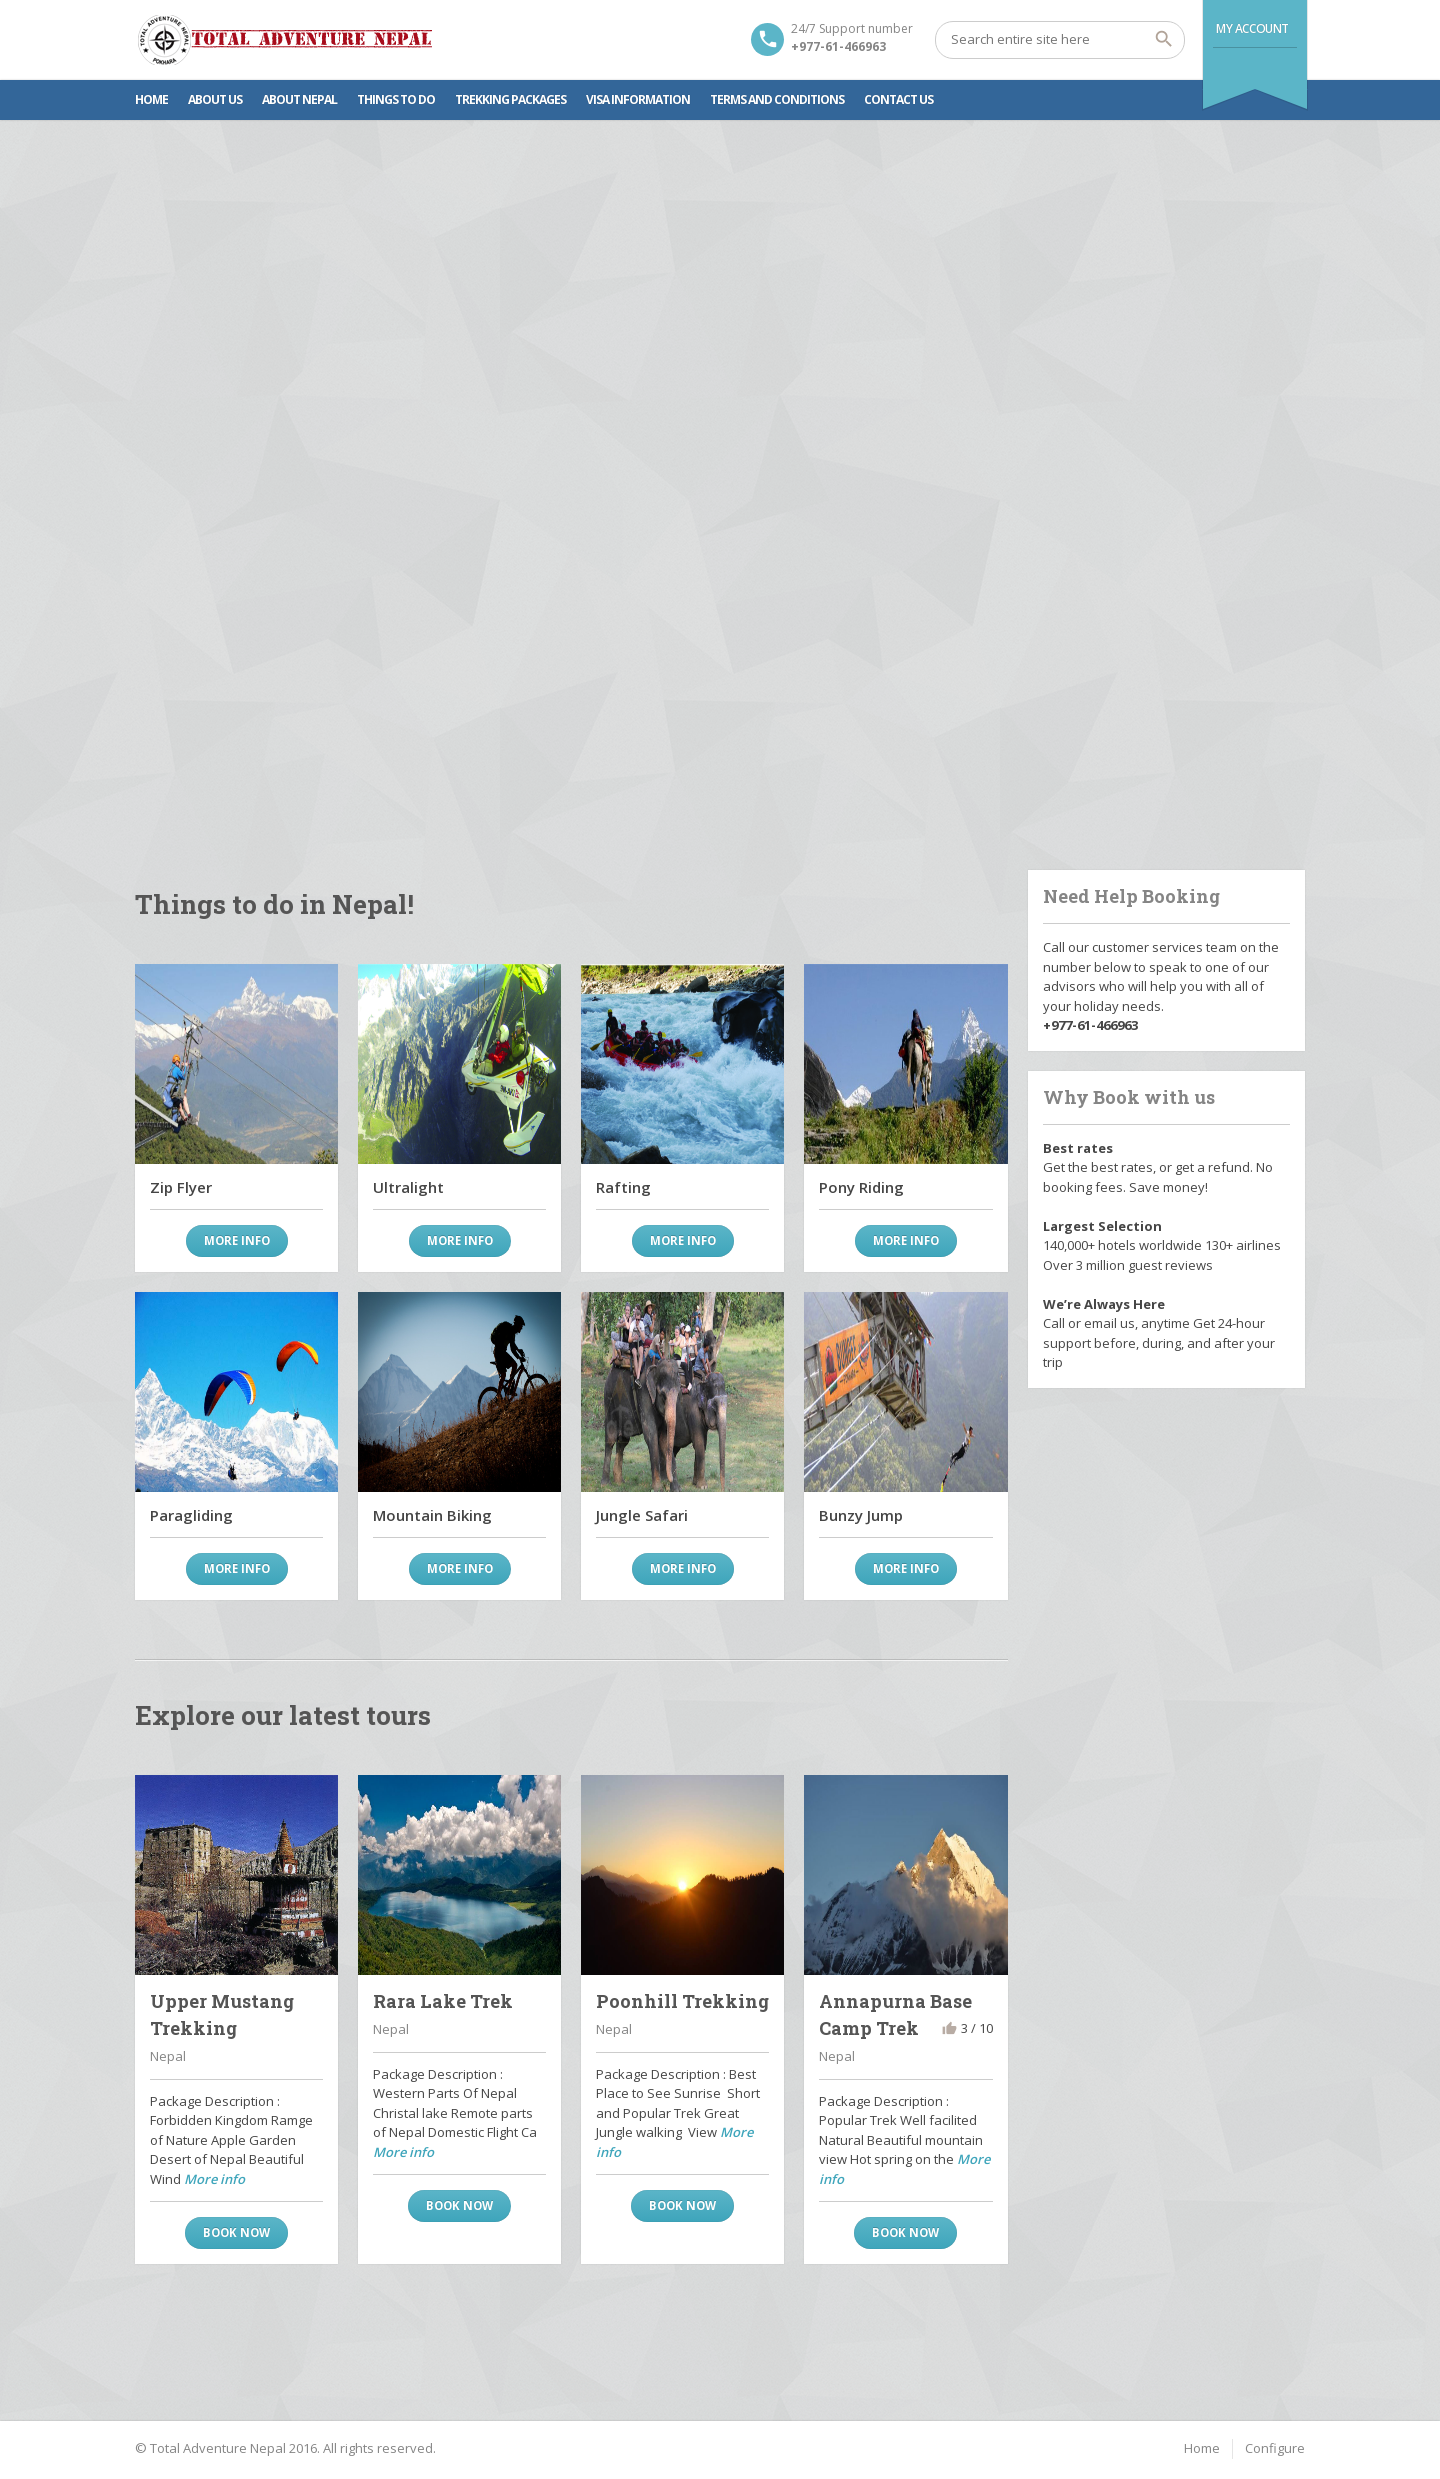 TOTAL ADVENTURE NEPAL
POKHARA
TOTAL ADVENTURE NEPAL
24/7 Support number
+977-61-466963
Search entire site here
MY ACCOUNT
HOME ABOUT US ABOUT NEPAL THINGS TO DO TREKKING PACKAGES VISA INFORMATION TERMS AND CONDITIONS CONTACT US
Things to do in Nepal!
Zip Flyer
MORE INFO
Ultralight
MORE INFO
Rafting
MORE INFO
Pony Riding
MORE INFO
Paragliding
MORE INFO
Mountain Biking
MORE INFO
Jungle Safari
MORE INFO
Bunzy Jump
MORE INFO
Need Help Booking
Call our customer services team on the
number below to speak to one of our
advisors who will help you with all of
your holiday needs.
+977-61-466963
Why Book with us
Best rates
Get the best rates, or get a refund. No
booking fees. Save money!
Largest Selection
140,000+ hotels worldwide 130+ airlines
Over 3 million guest reviews
We’re Always Here
Call or email us, anytime Get 24-hour
support before, during, and after your
trip
Explore our latest tours
Upper Mustang
Trekking
Nepal
Package Description :
Forbidden Kingdom Ramge
of Nature Apple Garden
Desert of Nepal Beautiful
Wind More info
BOOK NOW
Rara Lake Trek
Nepal
Package Description :
Western Parts Of Nepal
Christal lake Remote parts
of Nepal Domestic Flight Ca
More info
BOOK NOW
Poonhill Trekking
Nepal
Package Description : Best
Place to See Sunrise  Short
and Popular Trek Great
Jungle walking  View More
info
BOOK NOW
Annapurna Base
Camp Trek 3 / 10
Nepal
Package Description :
Popular Trek Well facilited
Natural Beautiful mountain
view Hot spring on the More
info
BOOK NOW
© Total Adventure Nepal 2016. All rights reserved.
Home Configure